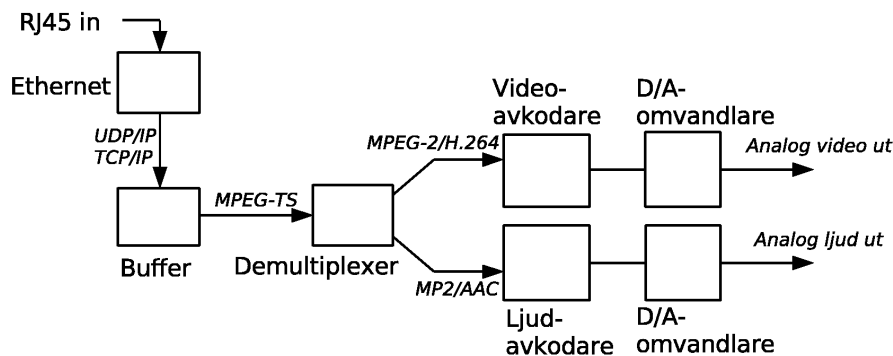 RJ45 in
Ethernet
UDP/IP
TCP/IP
Buffer
MPEG-TS
Demultiplexer
MPEG-2/H.264
Video-
avkodare
D/A-
omvandlare
Analog video ut
MP2/AAC
Ljud-
avkodare
D/A-
omvandlare
Analog ljud ut